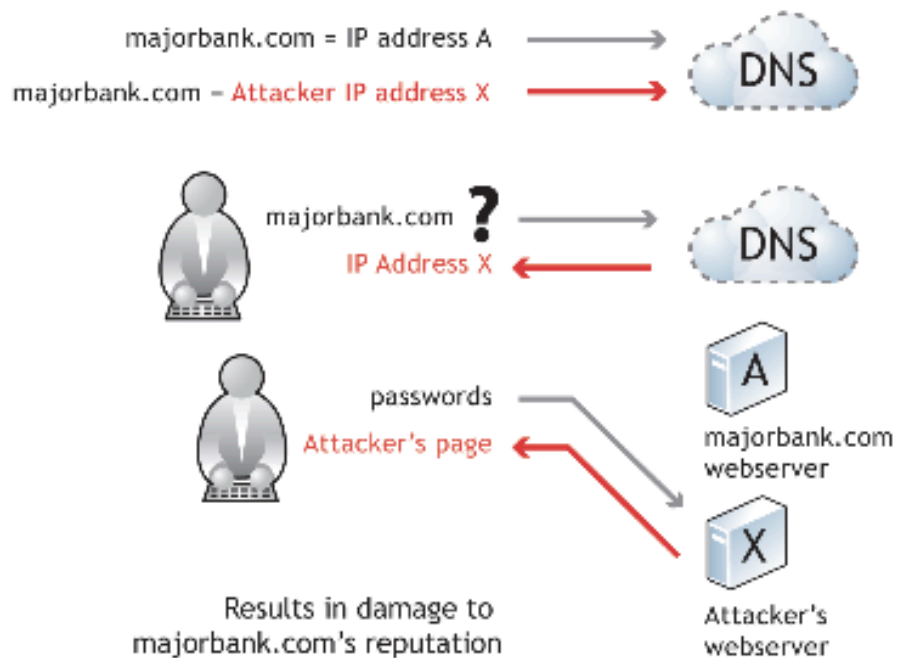 majorbank.com = IP address A
DNS
majorbank.com – Attacker IP address X
majorbank.com ?
DNS
IP Address X
A
passwords
majorbank.com
webserver
Attacker's page
X
Attacker's
webserver
Results in damage to
majorbank.com's reputation